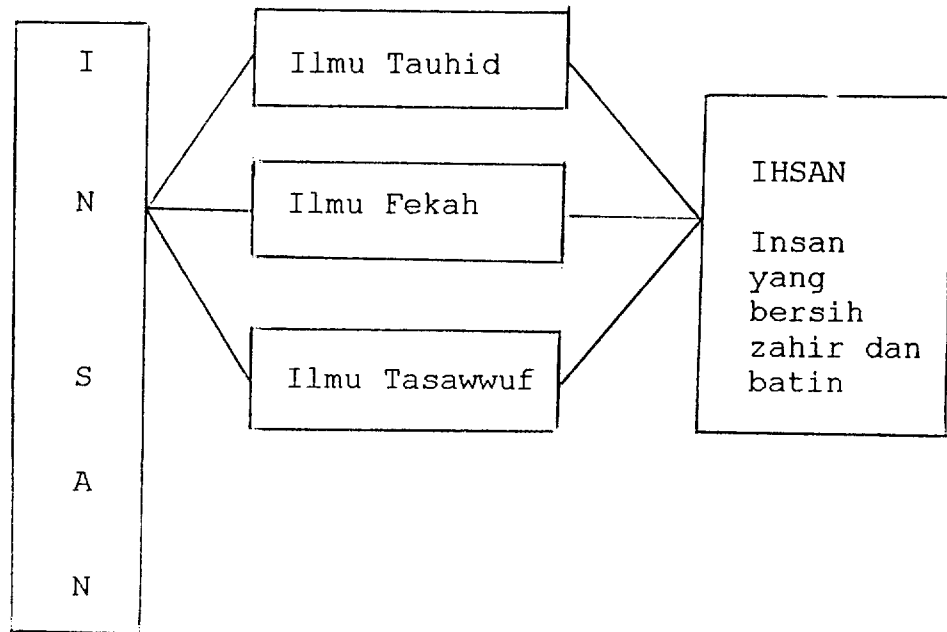 I
N
S
A
N
Ilmu Tauhid
Ilmu Fekah
Ilmu Tasawwuf
IHSAN
Insan
yang
bersih
zahir dan
batin